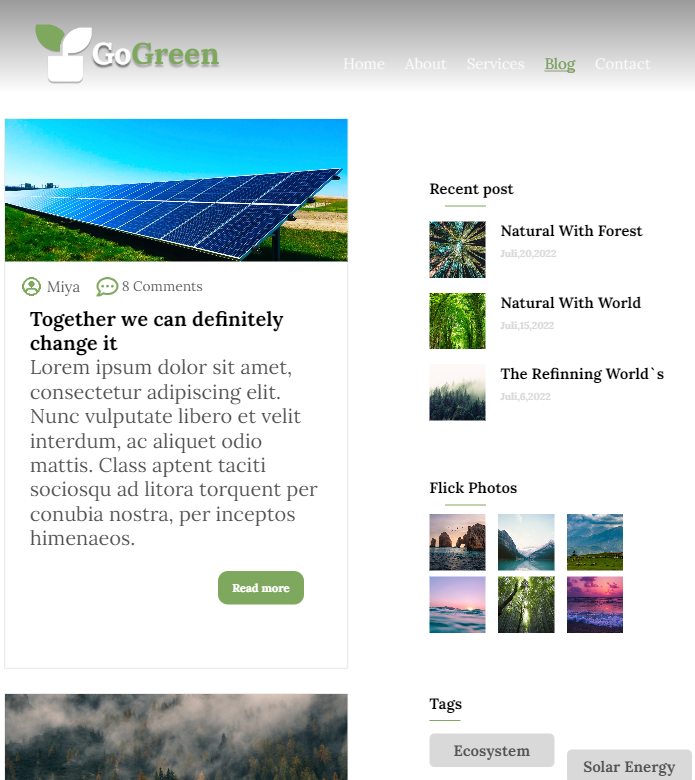 GoGreen
Home About Services Blog Contact
Miya 8 Comments
Together we can definitely
change it
Lorem ipsum dolor sit amet,
consectetur adipiscing elit.
Nunc vulputate libero et velit
interdum, ac aliquet odio
mattis. Class aptent taciti
sociosqu ad litora torquent per
conubia nostra, per inceptos
himenaeos.
Read more
Recent post
Natural With Forest
Juli,20,2022
Natural With World
Juli,15,2022
The Refinning World`s
Juli,6,2022
Flick Photos
Tags
Ecosystem
Solar Energy